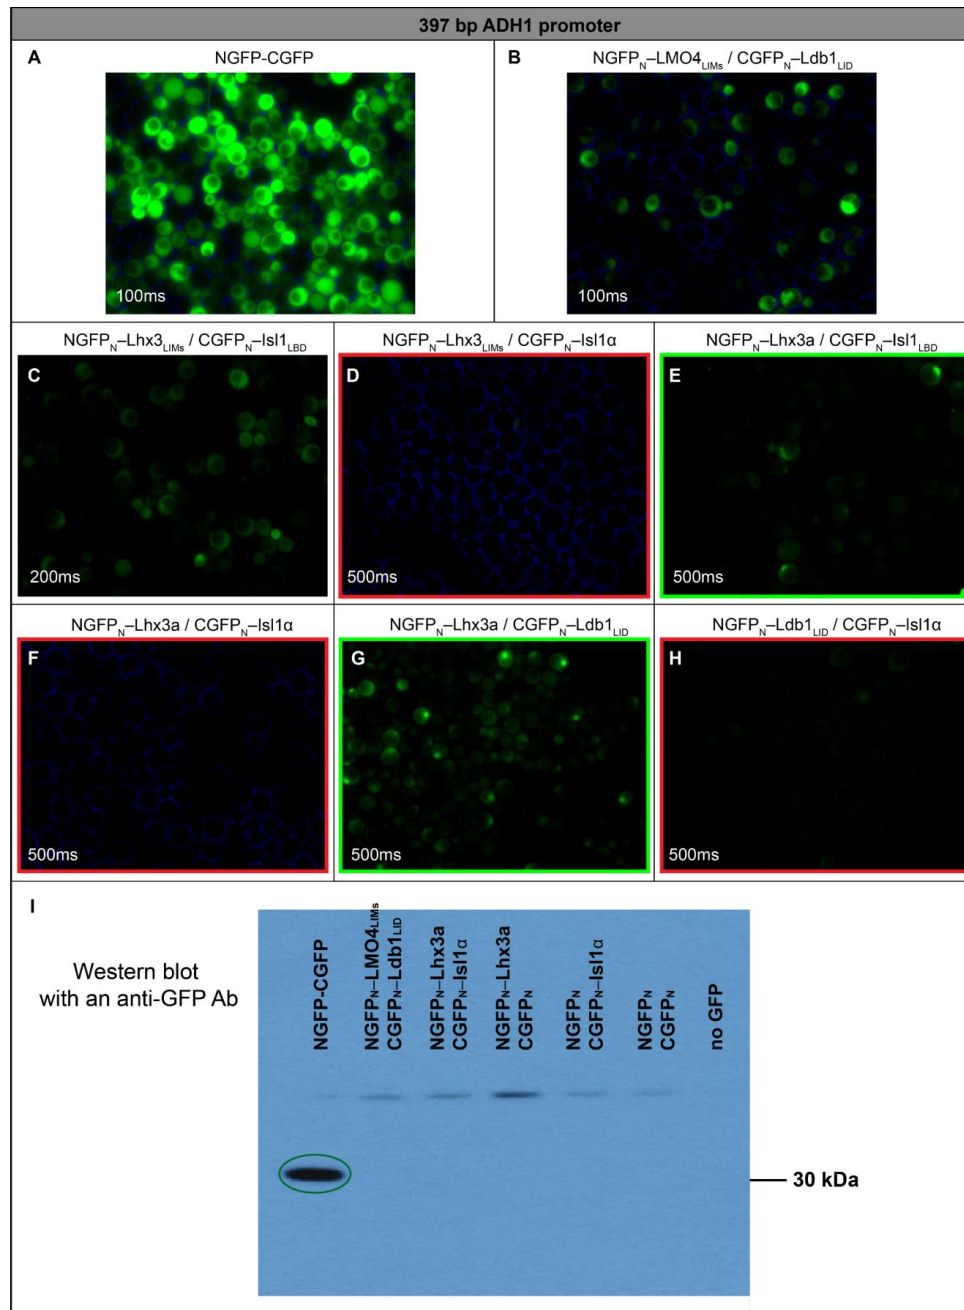 397 bp ADH1 promoter
A
NGFP-CGFP
100ms
B
NGFPN–LMO4LIMs / CGFPN–Ldb1LID
100ms
NGFPN–Lhx3LIMs / CGFPN–Isl1LBD
C
200ms
NGFPN–Lhx3LIMs / CGFPN–Isl1α
D
500ms
NGFPN–Lhx3a / CGFPN–Isl1LBD
E
500ms
NGFPN–Lhx3a / CGFPN–Isl1α
F
500ms
NGFPN–Lhx3a / CGFPN–Ldb1LID
G
500ms
NGFPN–Ldb1LID / CGFPN–Isl1α
H
500ms
I
Western blot
with an anti-GFP Ab
NGFP-CGFP
NGFPN–LMO4LIMs
CGFPN–Ldb1LID
NGFPN–Lhx3a
CGFPN–Isl1α
NGFPN–Lhx3a
CGFPN
NGFPN
CGFPN–Isl1α
NGFPN
CGFPN
no GFP
30 kDa